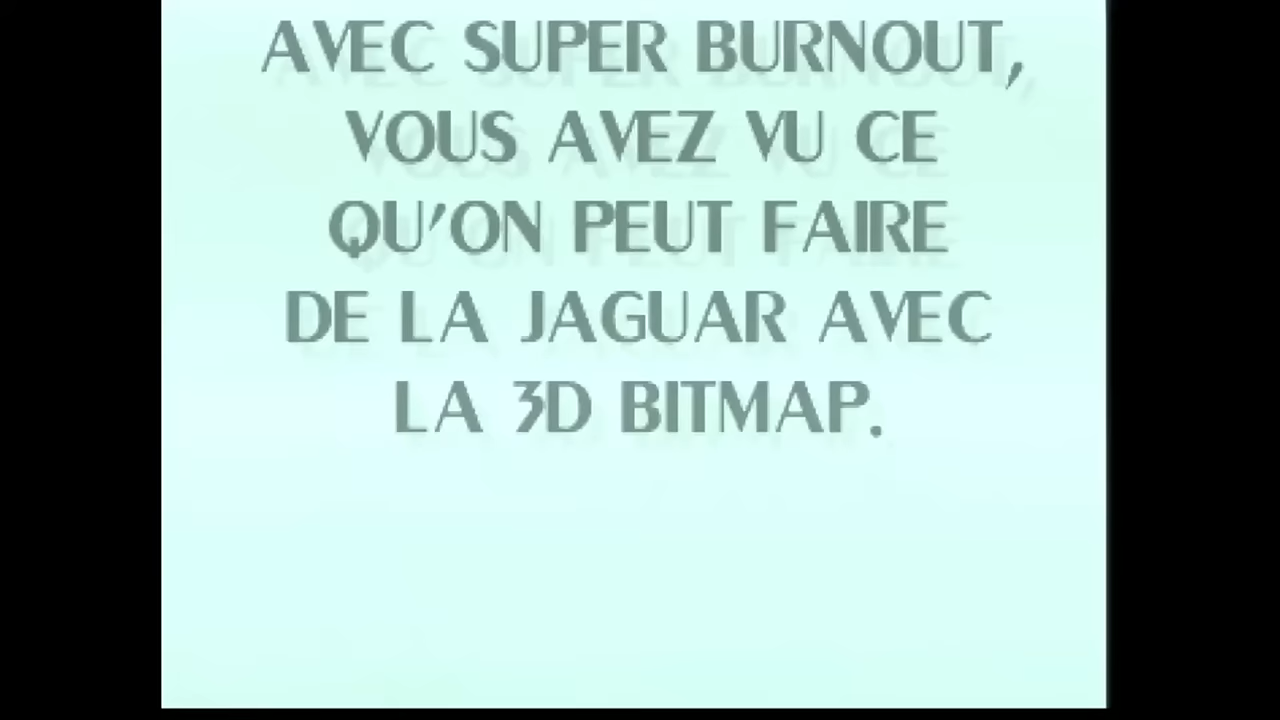 AVEC SUPER BURNOUT,
VOUS AVEZ VU CE
QU'ON PEUT FAIRE
DE LA JAGUAR AVEC
LA 3D BITMAP.